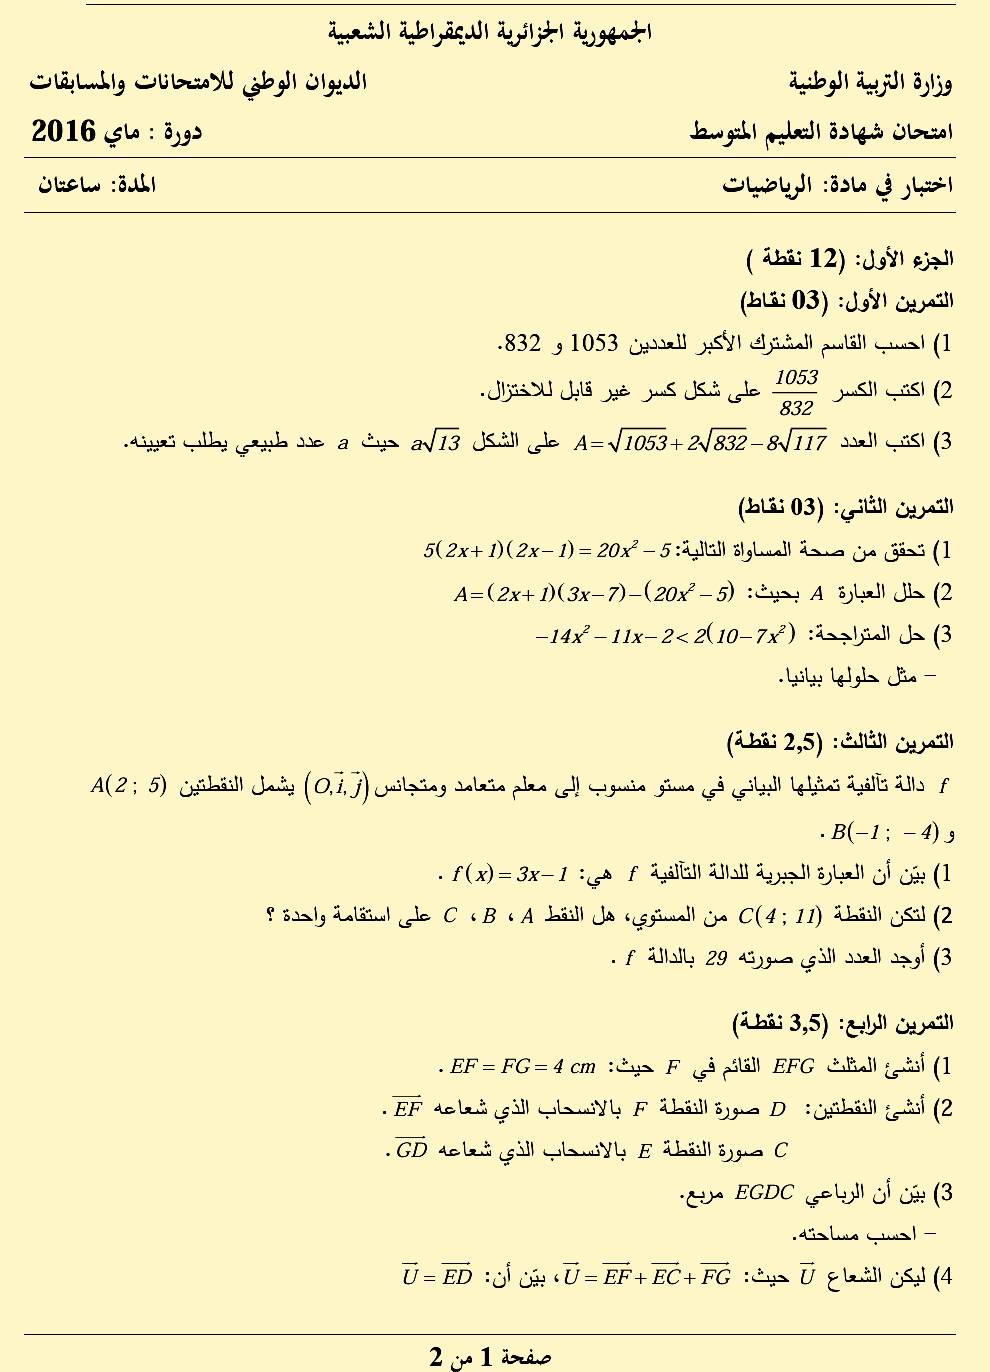 الجمهورية الجزائرية الديمقراطية الشعبية
وزارة التربية الوطنية الديوان الوطني للامتحانات والمسابقات
امتحان شهادة التعليم المتوسط دورة : ماي 2016
اختبار في مادة: الرياضيات المدة: ساعتان
الجزء الأول: (12 نقطة )
التمرين الأول: (03 نقاط)
1) احسب القاسم المشترك الأكبر للعددين 1053 و 832.
2) اكتب الكسر 1053/832 على شكل كسر غير قابل للاختزال.
3) اكتب العدد A=√1053+2√832−8√117 على الشكل a√13 حيث a عدد طبيعي يطلب تعيينه.
التمرين الثاني: (03 نقاط)
1) تحقق من صحة المساواة التالية: 5(2x+1)(2x−1)=20x²−5
2) حلل العبارة A بحيث: A=(2x+1)(3x−7)−(20x²−5)
3) حل المتراجحة: −14x²−11x−2<2(10−7x²)
− مثل حلولها بيانيا.
التمرين الثالث: (2,5 نقطة)
f دالة تآلفية تمثيلها البياني في مستو منسوب إلى معلم متعامد ومتجانس (O,i⃗,j⃗) يشمل النقطتين A(2 ; 5)
و B(−1 ; −4) .
1) بيّن أن العبارة الجبرية للدالة التآلفية f هي: f(x)=3x−1 .
2) لتكن النقطة C(4 ; 11) من المستوي، هل النقط A ، B ، C على استقامة واحدة ؟
3) أوجد العدد الذي صورته 29 بالدالة f .
التمرين الرابع: (3,5 نقطة)
1) أنشئ المثلث EFG القائم في F حيث: EF=FG=4 cm .
2) أنشئ النقطتين: D صورة النقطة F بالانسحاب الذي شعاعه E͞F⃗ .
C صورة النقطة E بالانسحاب الذي شعاعه G͞D⃗ .
3) بيّن أن الرباعي EGDC مربع.
− احسب مساحته.
4) ليكن الشعاع U⃗ حيث: U⃗=E͞F⃗+E͞C⃗+F͞G⃗ ، بيّن أن: U⃗=E͞D⃗
صفحة 1 من 2